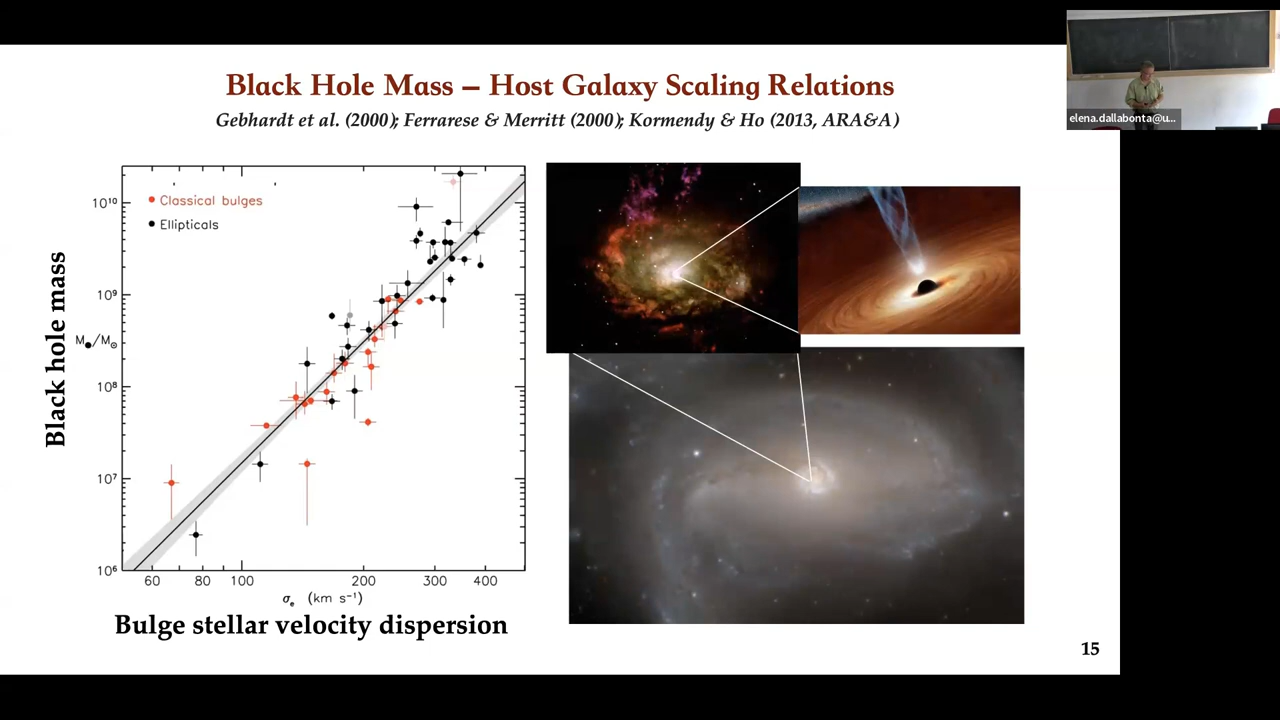 Black Hole Mass – Host Galaxy Scaling Relations
Gebhardt et al. (2000); Ferrarese & Merritt (2000); Kormendy & Ho (2013, ARA&A)
elena.dallabonta@u...
Classical bulges
Ellipticals
10¹⁰
10⁹
10⁸
10⁷
10⁶
Black hole mass
M●/M⊙
60 80 100 200 300 400
σe (km s⁻¹)
Bulge stellar velocity dispersion
15